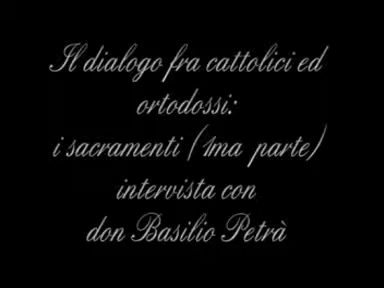 Il dialogo fra cattolici ed
ortodossi:
i sacramenti (1ma parte)
intervista con
don Basilio Petrà